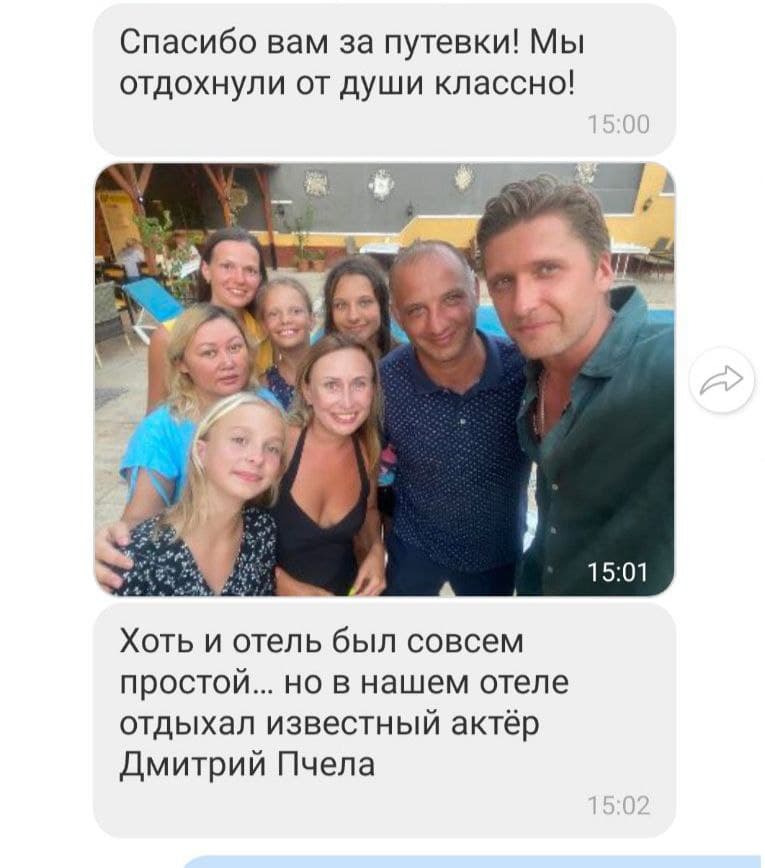 Спасибо вам за путевки! Мы
отдохнули от души классно!
15:00
15:01
Хоть и отель был совсем
простой... но в нашем отеле
отдыхал известный актёр
Дмитрий Пчела
15:02